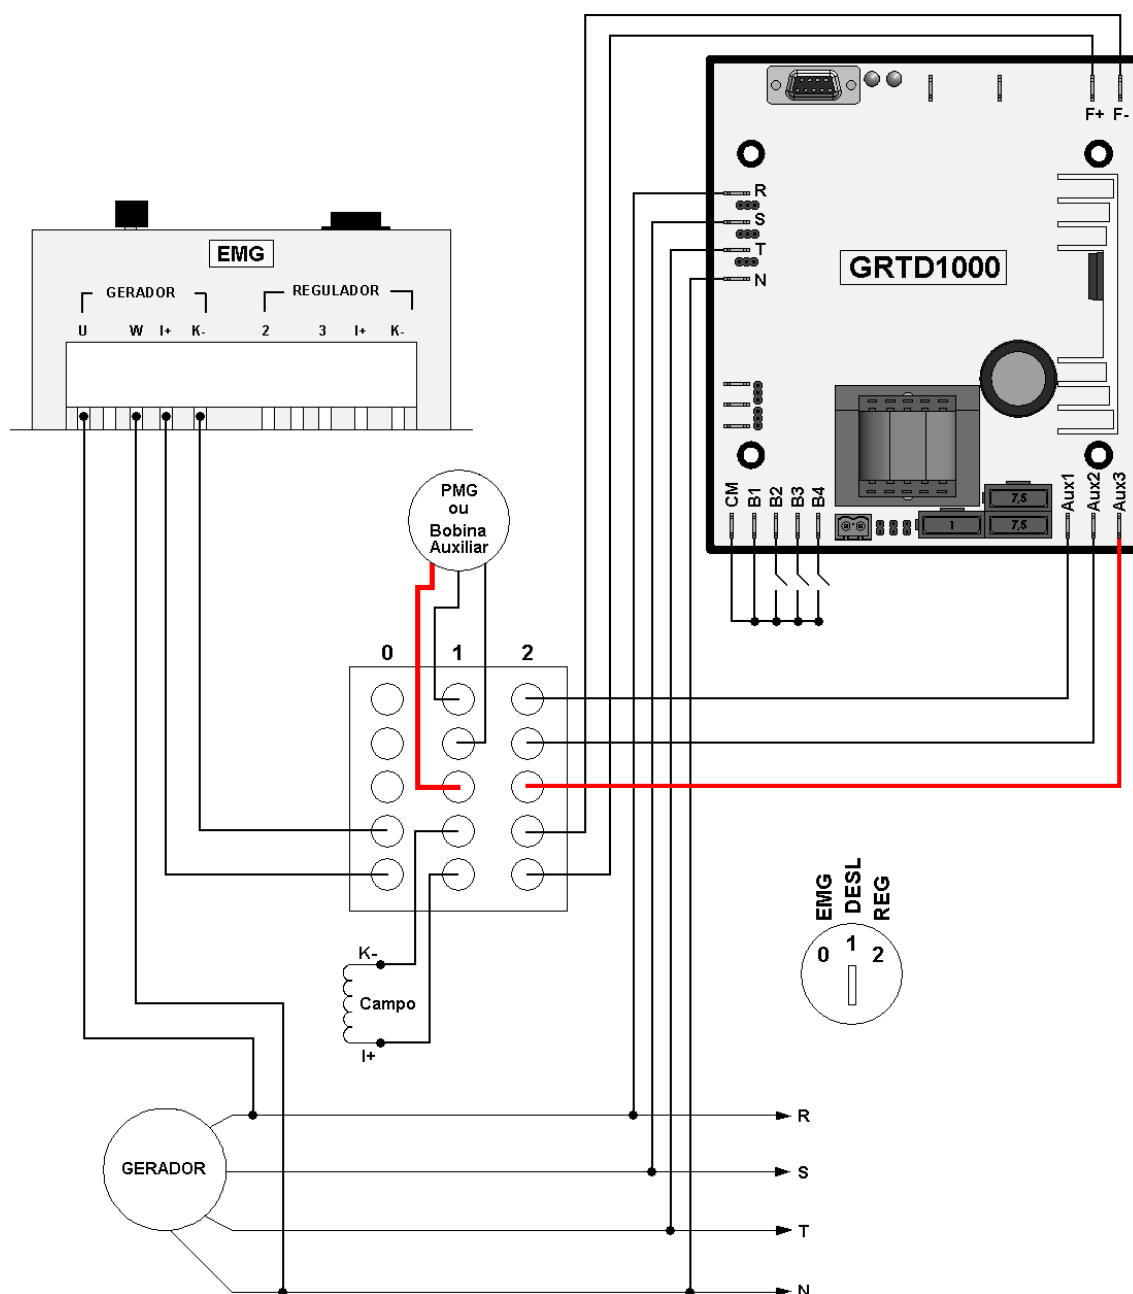 F+ F-
R
S
T
N
GRTD1000
EMG
GERADOR
REGULADOR
U W I+ K- 2 3 I+ K-
PMG
ou
Bobina
Auxiliar
CM
B1
B2
B3
B4
7,5
1
7,5
Aux1
Aux2
Aux3
0 1 2
EMG
DESL
REG
0 1 2
K-
Campo
I+
GERADOR
R
S
T
N